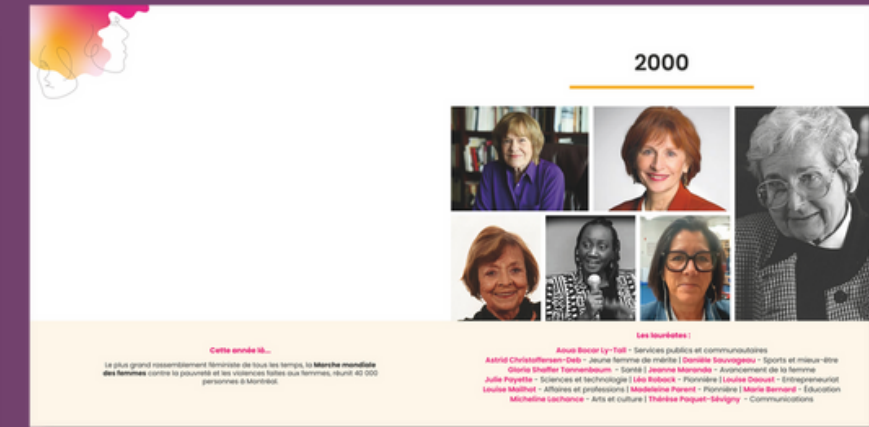 2000
Cette année là...
Le plus grand rassemblement féministe de tous les temps, la Marche mondiale
des femmes contre la pauvreté et les violences faites aux femmes, réunit 40 000
personnes à Montréal.
Les lauréates :
Aoua Bocar Ly-Tall - Services publics et communautaires
Astrid Christoffersen-Deb - Jeune femme de mérite | Danièle Sauvageau - Sports et mieux-être
Gloria Shaffer Tannenbaum - Santé | Jeanne Maranda - Avancement de la femme
Julie Payette - Sciences et technologie | Léa Roback - Pionnière | Louise Daoust - Entrepreneuriat
Louise Mailhot - Affaires et professions | Madeleine Parent - Pionnière | Marie Bernard - Éducation
Micheline Lachance - Arts et culture | Thérèse Paquet-Sévigny - Communications